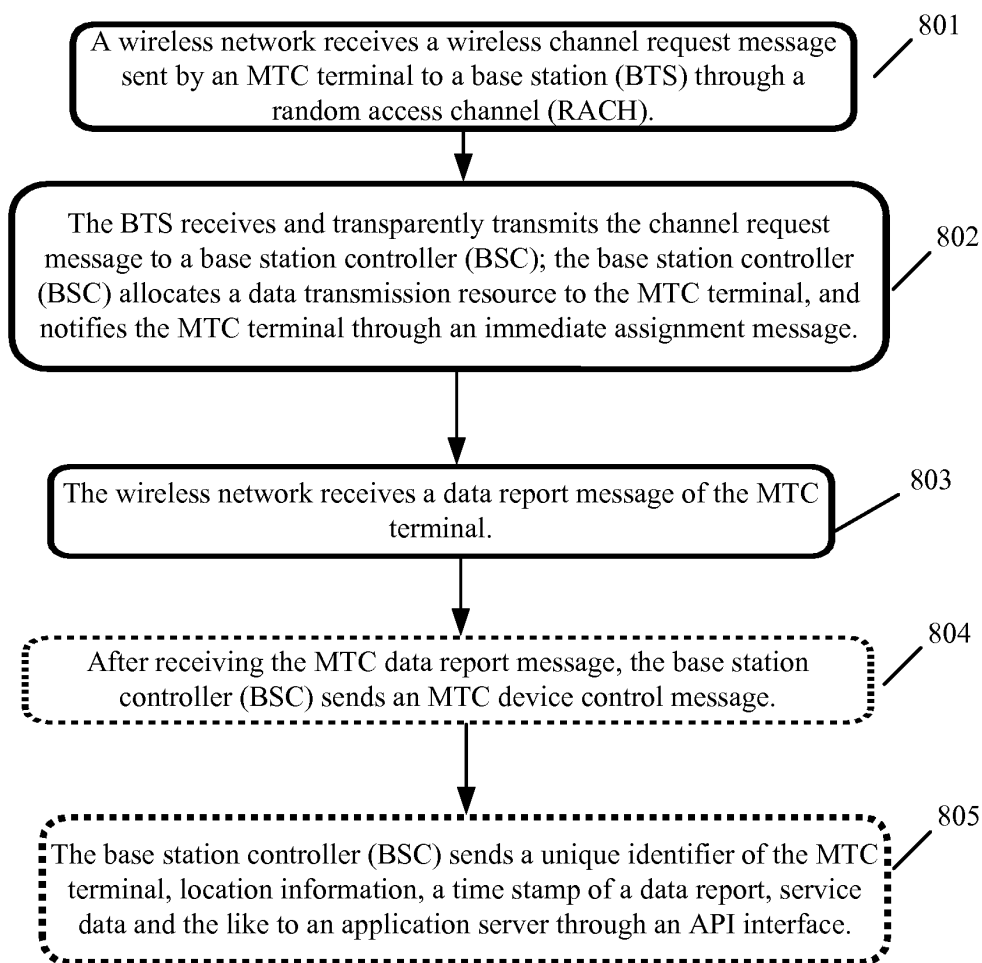 801
A wireless network receives a wireless channel request message
sent by an MTC terminal to a base station (BTS) through a
random access channel (RACH).
802
The BTS receives and transparently transmits the channel request
message to a base station controller (BSC); the base station controller
(BSC) allocates a data transmission resource to the MTC terminal, and
notifies the MTC terminal through an immediate assignment message.
803
The wireless network receives a data report message of the MTC
terminal.
804
After receiving the MTC data report message, the base station
controller (BSC) sends an MTC device control message.
805
The base station controller (BSC) sends a unique identifier of the MTC
terminal, location information, a time stamp of a data report, service
data and the like to an application server through an API interface.